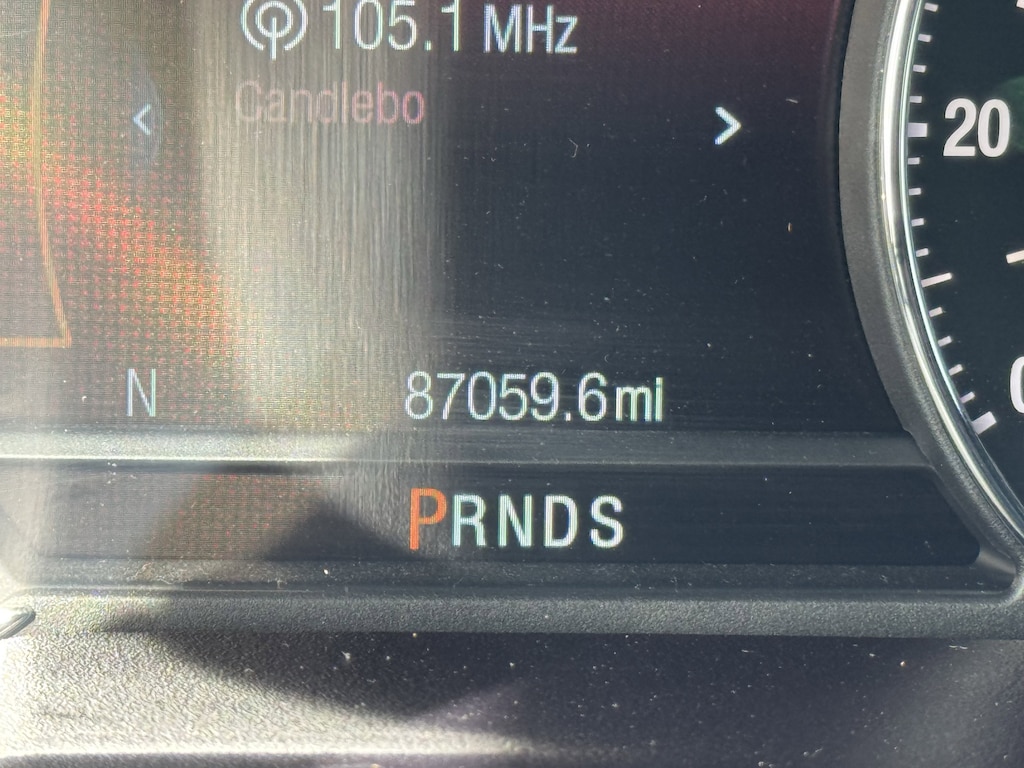 105.1 MHz
Candlebo
20
N 87059.6mi
PRNDS